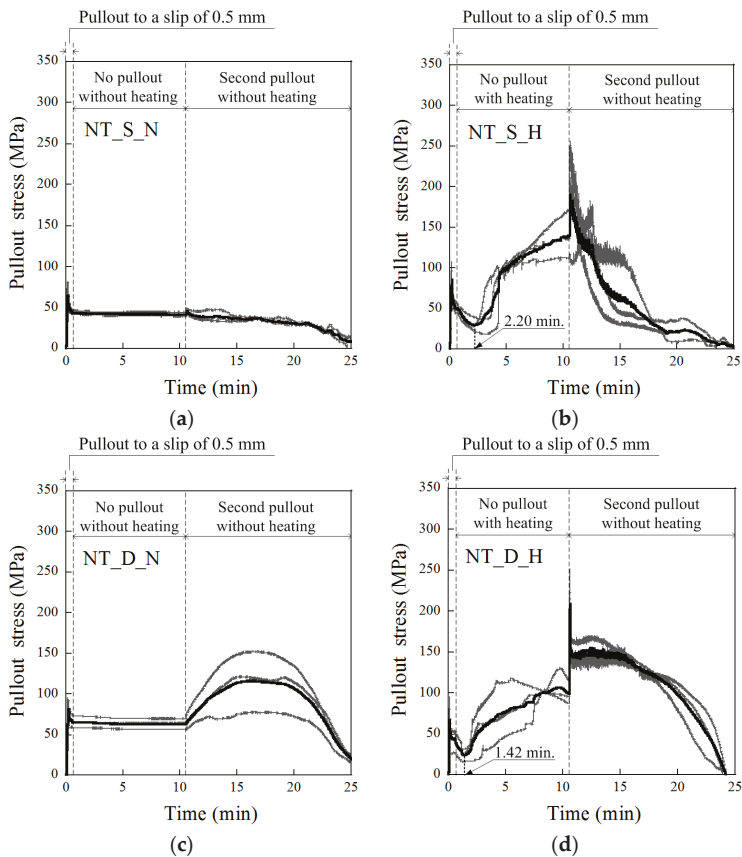 Pullout to a slip of 0.5 mm
Pullout stress (MPa)
350
300
250
200
150
100
50
0
No pullout
without heating
Second pullout
without heating
NT_S_N
0
5
10
15
20
25
Time (min)
(a)
Pullout to a slip of 0.5 mm
Pullout stress (MPa)
350
300
250
200
150
100
50
0
No pullout
with heating
Second pullout
without heating
NT_S_H
2.20 min.
0
5
10
15
20
25
Time (min)
(b)
Pullout to a slip of 0.5 mm
Pullout stress (MPa)
350
300
250
200
150
100
50
0
No pullout
without heating
Second pullout
without heating
NT_D_N
0
5
10
15
20
25
Time (min)
(c)
Pullout to a slip of 0.5 mm
Pullout stress (MPa)
350
300
250
200
150
100
50
0
No pullout
with heating
Second pullout
without heating
NT_D_H
1.42 min.
0
5
10
15
20
25
Time (min)
(d)